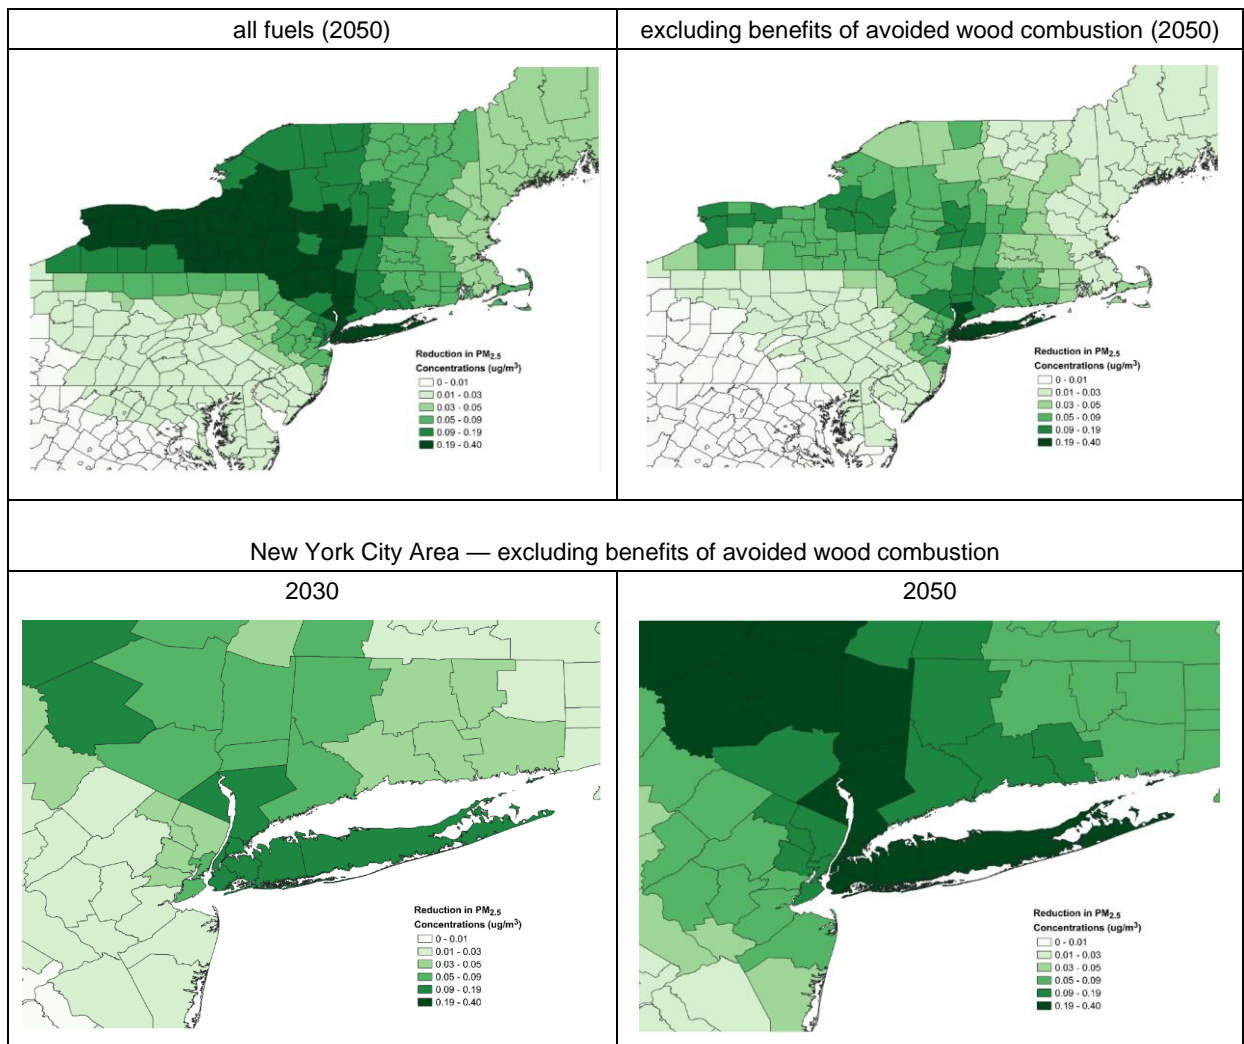 all fuels (2050)
excluding benefits of avoided wood combustion (2050)
Reduction in PM2.5
Concentrations (ug/m3)
0 - 0.01
0.01 - 0.03
0.03 - 0.05
0.05 - 0.09
0.09 - 0.19
0.19 - 0.40
Reduction in PM2.5
Concentrations (ug/m3)
0 - 0.01
0.01 - 0.03
0.03 - 0.05
0.05 - 0.09
0.09 - 0.19
0.19 - 0.40
New York City Area — excluding benefits of avoided wood combustion
2030
2050
Reduction in PM2.5
Concentrations (ug/m3)
0 - 0.01
0.01 - 0.03
0.03 - 0.05
0.05 - 0.09
0.09 - 0.19
0.19 - 0.40
Reduction in PM2.5
Concentrations (ug/m3)
0 - 0.01
0.01 - 0.03
0.03 - 0.05
0.05 - 0.09
0.09 - 0.19
0.19 - 0.40